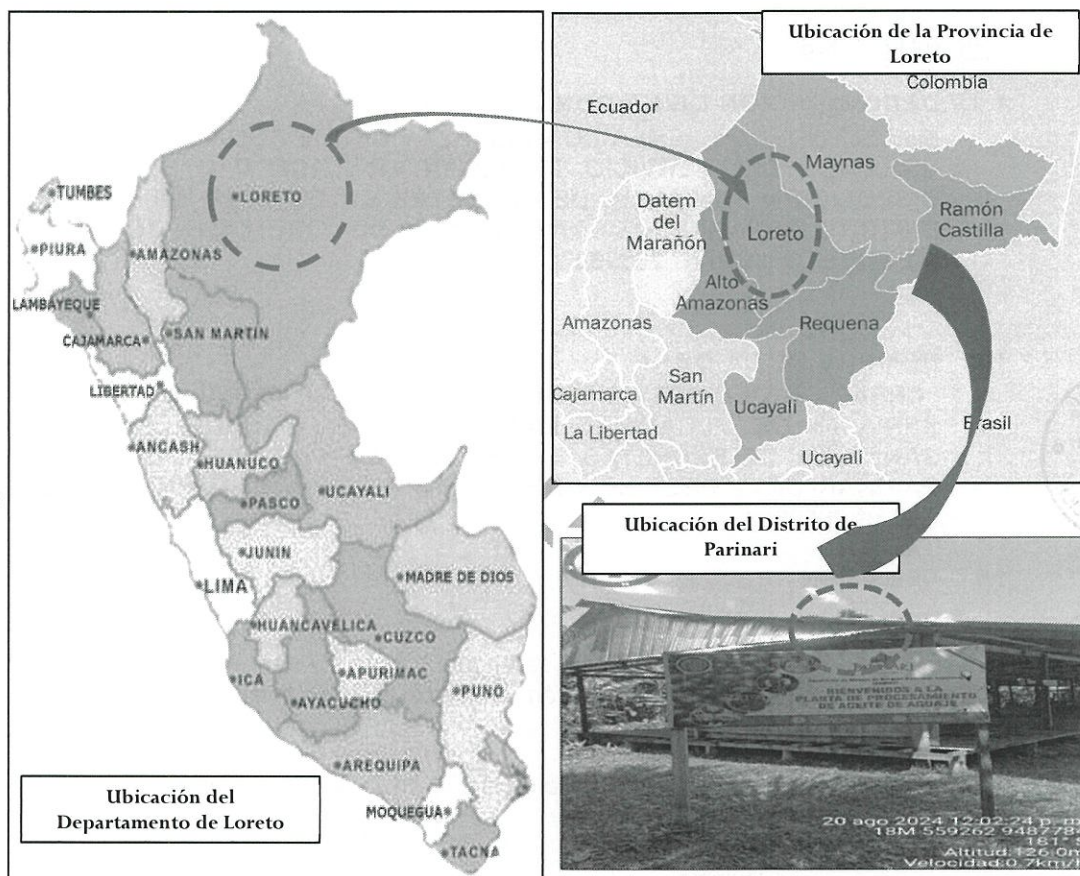 TUMBES
PIURA
LORETO
AMAZONAS
LAMBAYEQUE
CAJAMARCA
SAN MARTIN
LIBERTAD
ANCASH
HUANUCO
PASCO
UCAYALI
JUNIN
LIMA
MADRE DE DIOS
HUANCAVELICA
CUZCO
APURIMAC
ICA
AYACUCHO
PUNO
AREQUIPA
MOQUEGUA
TACNA
Ubicación del
Departamento de Loreto
Ubicación de la Provincia de
Loreto
Colombia
Ecuador
Maynas
Datem
del
Marañón
Loreto
Ramón
Castilla
Alto
Amazonas
Requena
Amazonas
San
Martín
Cajamarca
Ucayali
Brasil
La Libertad
Ucayali
Ubicación del Distrito de
Parinari
PARINARI
BIENVENIDOS A LA
PLANTA DE PROCESAMIENTO
DE ACEITE DE AGUAJE
20 ago 2024 12:02:24 p. m
18M 559262 9487784
181° S
Altitud:126.0m
Velocidad:0.7km/h